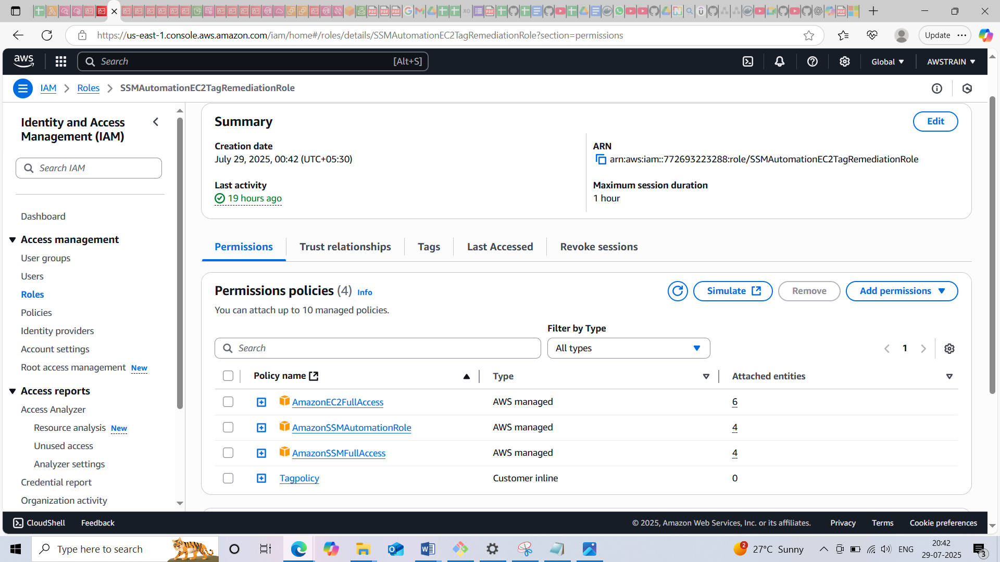 https://us-east-1.console.aws.amazon.com/iam/home#/roles/details/SSMAutomationEC2TagRemediationRole?section=permissions
Update
aws
Search
[Alt+S]
Global
AWSTRAIN
IAM
Roles
SSMAutomationEC2TagRemediationRole
Identity and Access
Management (IAM)
Search IAM
Dashboard
Access management
User groups
Users
Roles
Policies
Identity providers
Account settings
Root access management New
Access reports
Access Analyzer
Resource analysis New
Unused access
Analyzer settings
Credential report
Organization activity
Summary
Edit
Creation date
July 29, 2025, 00:42 (UTC+05:30)
ARN
arn:aws:iam::772693223288:role/SSMAutomationEC2TagRemediationRole
Last activity
19 hours ago
Maximum session duration
1 hour
Permissions
Trust relationships
Tags
Last Accessed
Revoke sessions
Permissions policies (4) Info
Simulate
Remove
Add permissions
You can attach up to 10 managed policies.
Filter by Type
Search
All types
1
Policy name
Type
Attached entities
AmazonEC2FullAccess AWS managed 6
AmazonSSMAutomationRole AWS managed 4
AmazonSSMFullAccess AWS managed 4
Tagpolicy Customer inline 0
CloudShell
Feedback
© 2025, Amazon Web Services, Inc. or its affiliates.
Privacy
Terms
Cookie preferences
Type here to search
2
27°C Sunny
ENG
20:42
29-07-2025
3